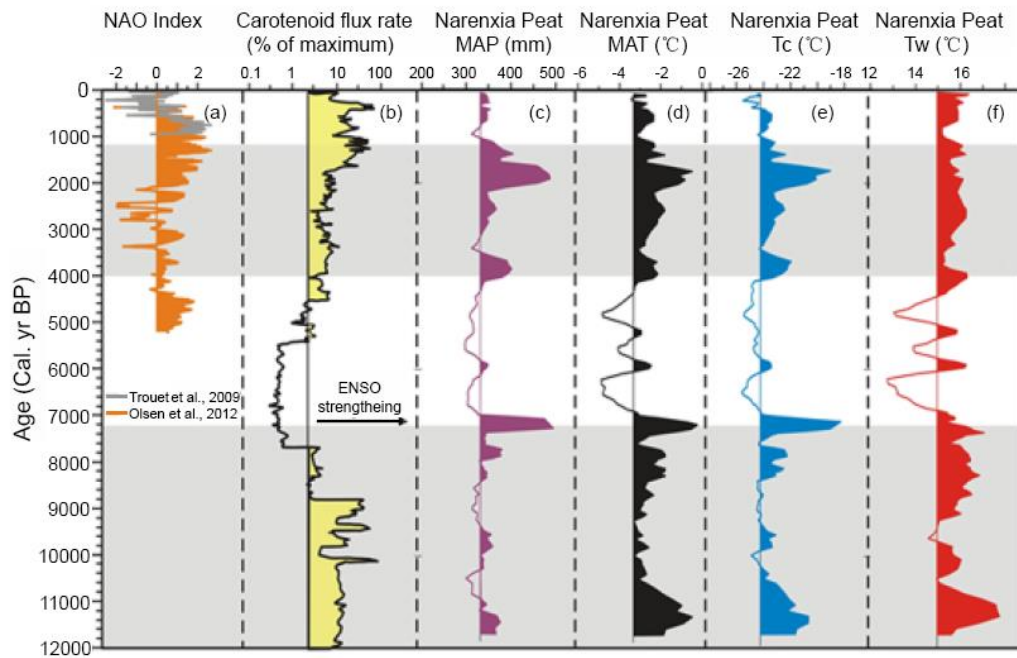 NAO Index
Carotenoid flux rate
(% of maximum)
Narenxia Peat
MAP (mm)
Narenxia Peat
MAT (℃)
Narenxia Peat
Tc (℃)
Narenxia Peat
Tw (℃)
-2 0 2
0.1 1 10 100
200 300 400 500
-6 -4 -2 0
-26 -22 -18
12 14 16
(a)
(b)
(c)
(d)
(e)
(f)
Age (Cal. yr BP)
0
1000
2000
3000
4000
5000
6000
7000
8000
9000
10000
11000
12000
Trouet et al., 2009
Olsen et al., 2012
ENSO
strengtheing